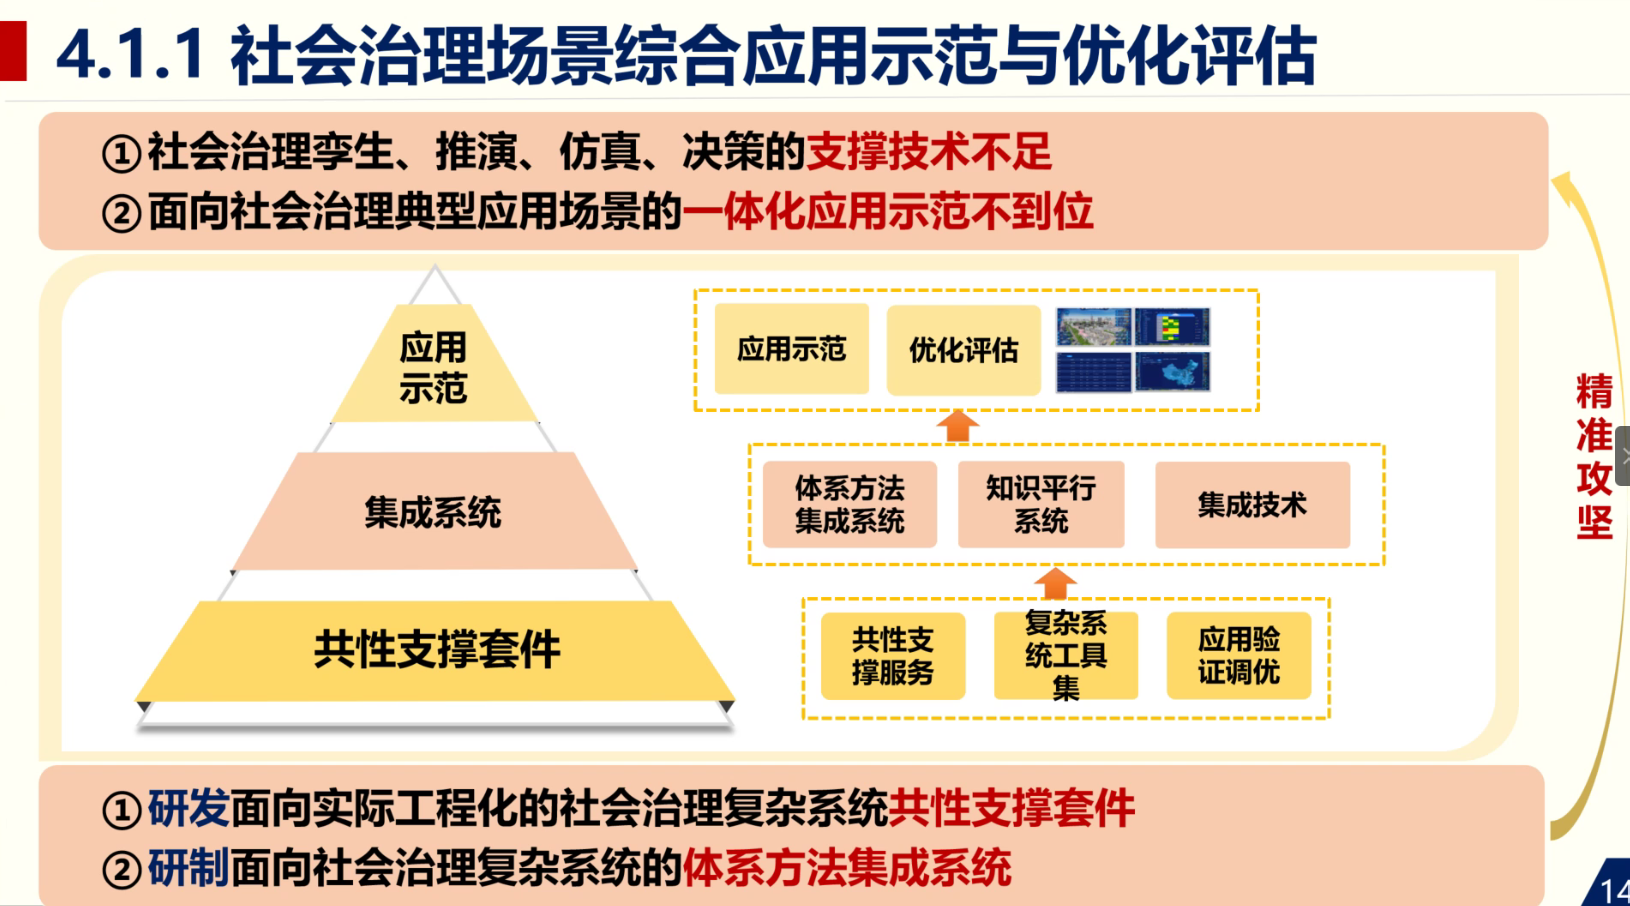 4.1.1 社会治理场景综合应用示范与优化评估
①社会治理孪生、推演、仿真、决策的支撑技术不足
②面向社会治理典型应用场景的一体化应用示范不到位
应用
示范
集成系统
共性支撑套件
应用示范
优化评估
体系方法
集成系统
知识平行
系统
集成技术
共性支
撑服务
复杂系
统工具
集
应用验
证调优
精
准
攻
坚
①研发面向实际工程化的社会治理复杂系统共性支撑套件
②研制面向社会治理复杂系统的体系方法集成系统
14